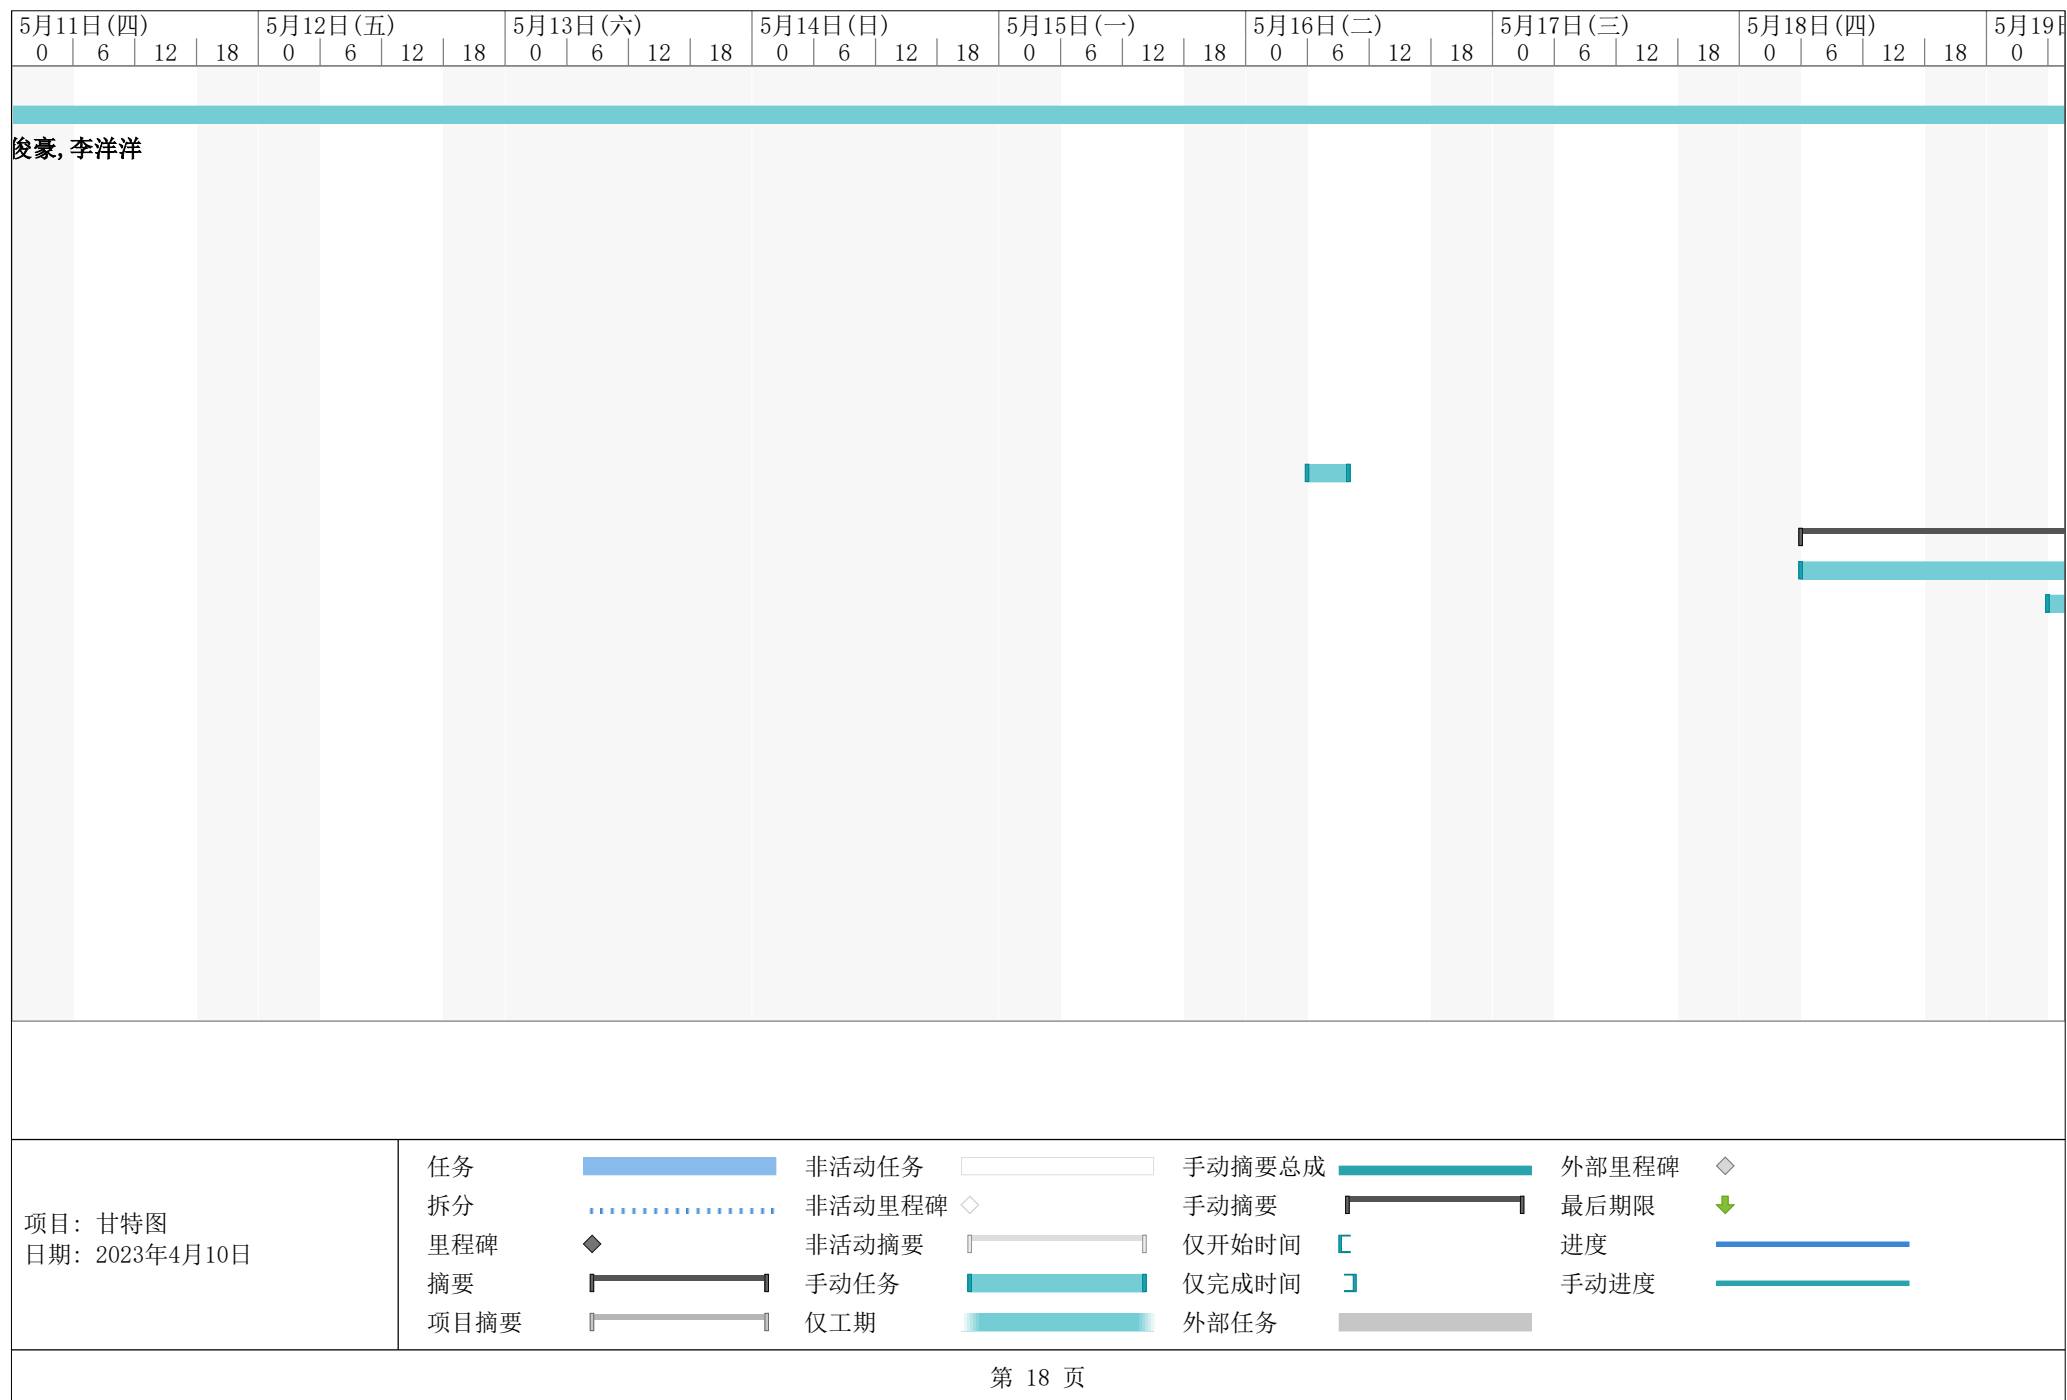 5月11日(四) 5月12日(五) 5月13日(六) 5月14日(日) 5月15日(一) 5月16日(二) 5月17日(三) 5月18日(四) 5月19
0 6 12 18 0 6 12 18 0 6 12 18 0 6 12 18 0 6 12 18 0 6 12 18 0 6 12 18 0 6 12 18 0
俊豪,李洋洋
项目: 甘特图
日期: 2023年4月10日
任务
拆分
里程碑
摘要
项目摘要
非活动任务
非活动里程碑
非活动摘要
手动任务
仅工期
手动摘要总成
手动摘要
仅开始时间
仅完成时间
外部任务
外部里程碑
最后期限
进度
手动进度
第 18 页